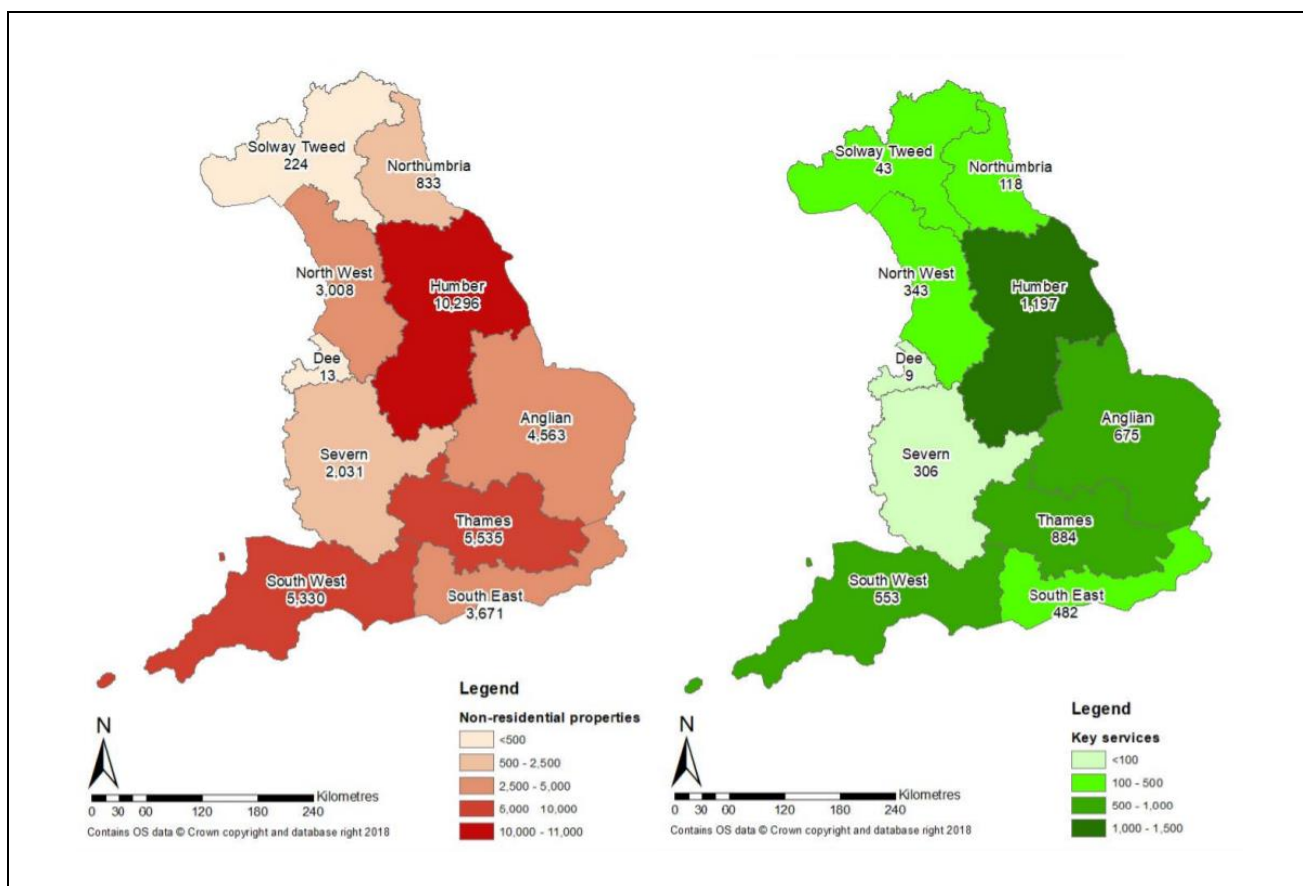 Solway Tweed
224
Northumbria
833
North West
3,008
Humber
10,296
Dee
13
Anglian
4,563
Severn
2,031
Thames
5,535
South West
5,330
South East
3,671
Legend
Non-residential properties
<500
500 - 2,500
2,500 - 5,000
5,000 10,000
10,000 - 11,000
N
Kilometres
0 30 60 120 180 240
Contains OS data © Crown copyright and database right 2018
Solway Tweed
43
Northumbria
118
North West
343
Humber
1,197
Dee
9
Anglian
675
Severn
306
Thames
884
South West
553
South East
482
Legend
Key services
<100
100 - 500
500 - 1,000
1,000 - 1,500
N
Kilometres
0 30 60 120 180 240
Contains OS data © Crown copyright and database right 2018